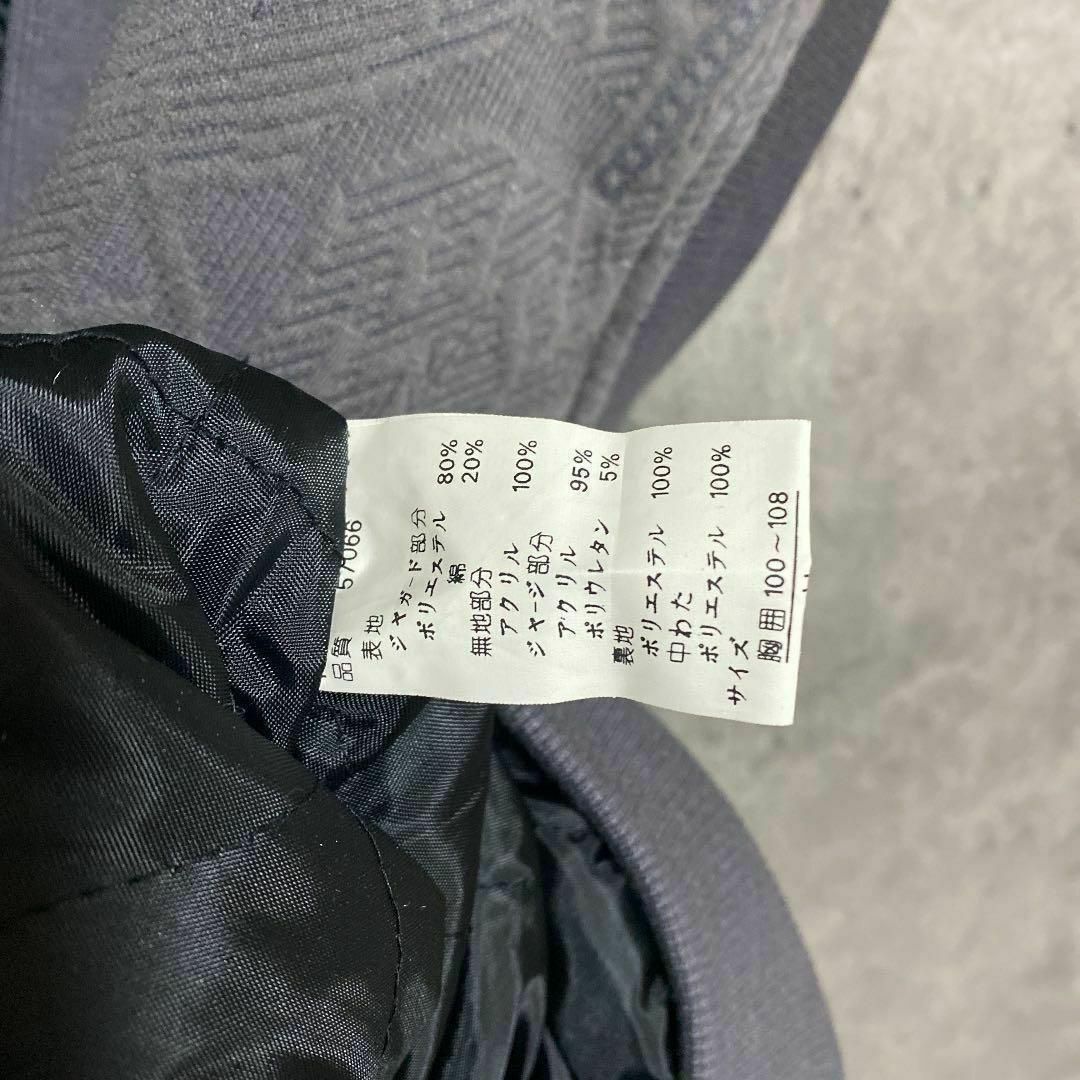 品質 57066
表地
ジャガード部分
ポリエステル 80%
綿 20%
無地部分
アクリル 100%
ジャージ部分
アクリル 95%
ポリウレタン 5%
裏地
ポリエステル 100%
中わた
ポリエステル 100%
サイズ
胸囲 100~108